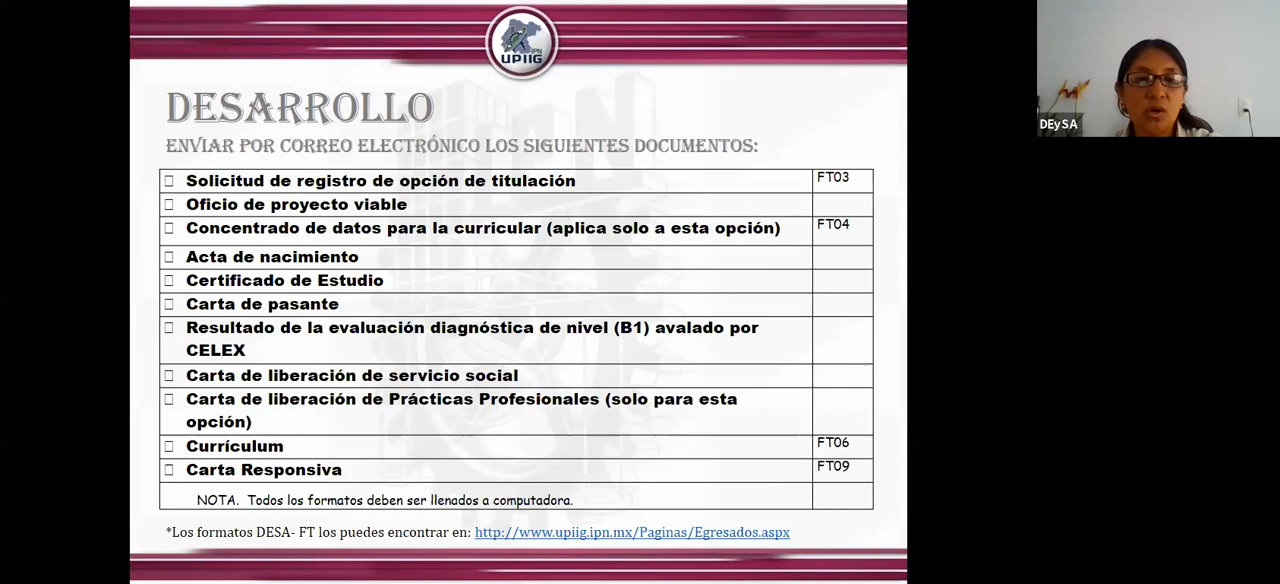 IPN
UPIIG
DESARROLLO
ENVIAR POR CORREO ELECTRÓNICO LOS SIGUIENTES DOCUMENTOS:
Solicitud de registro de opción de titulación FT03
Oficio de proyecto viable
Concentrado de datos para la curricular (aplica solo a esta opción) FT04
Acta de nacimiento
Certificado de Estudio
Carta de pasante
Resultado de la evaluación diagnóstica de nivel (B1) avalado por
CELEX
Carta de liberación de servicio social
Carta de liberación de Prácticas Profesionales (solo para esta
opción)
Currículum FT06
Carta Responsiva FT09
NOTA. Todos los formatos deben ser llenados a computadora.
*Los formatos DESA- FT los puedes encontrar en: http://www.upiig.ipn.mx/Paginas/Egresados.aspx
DEySA